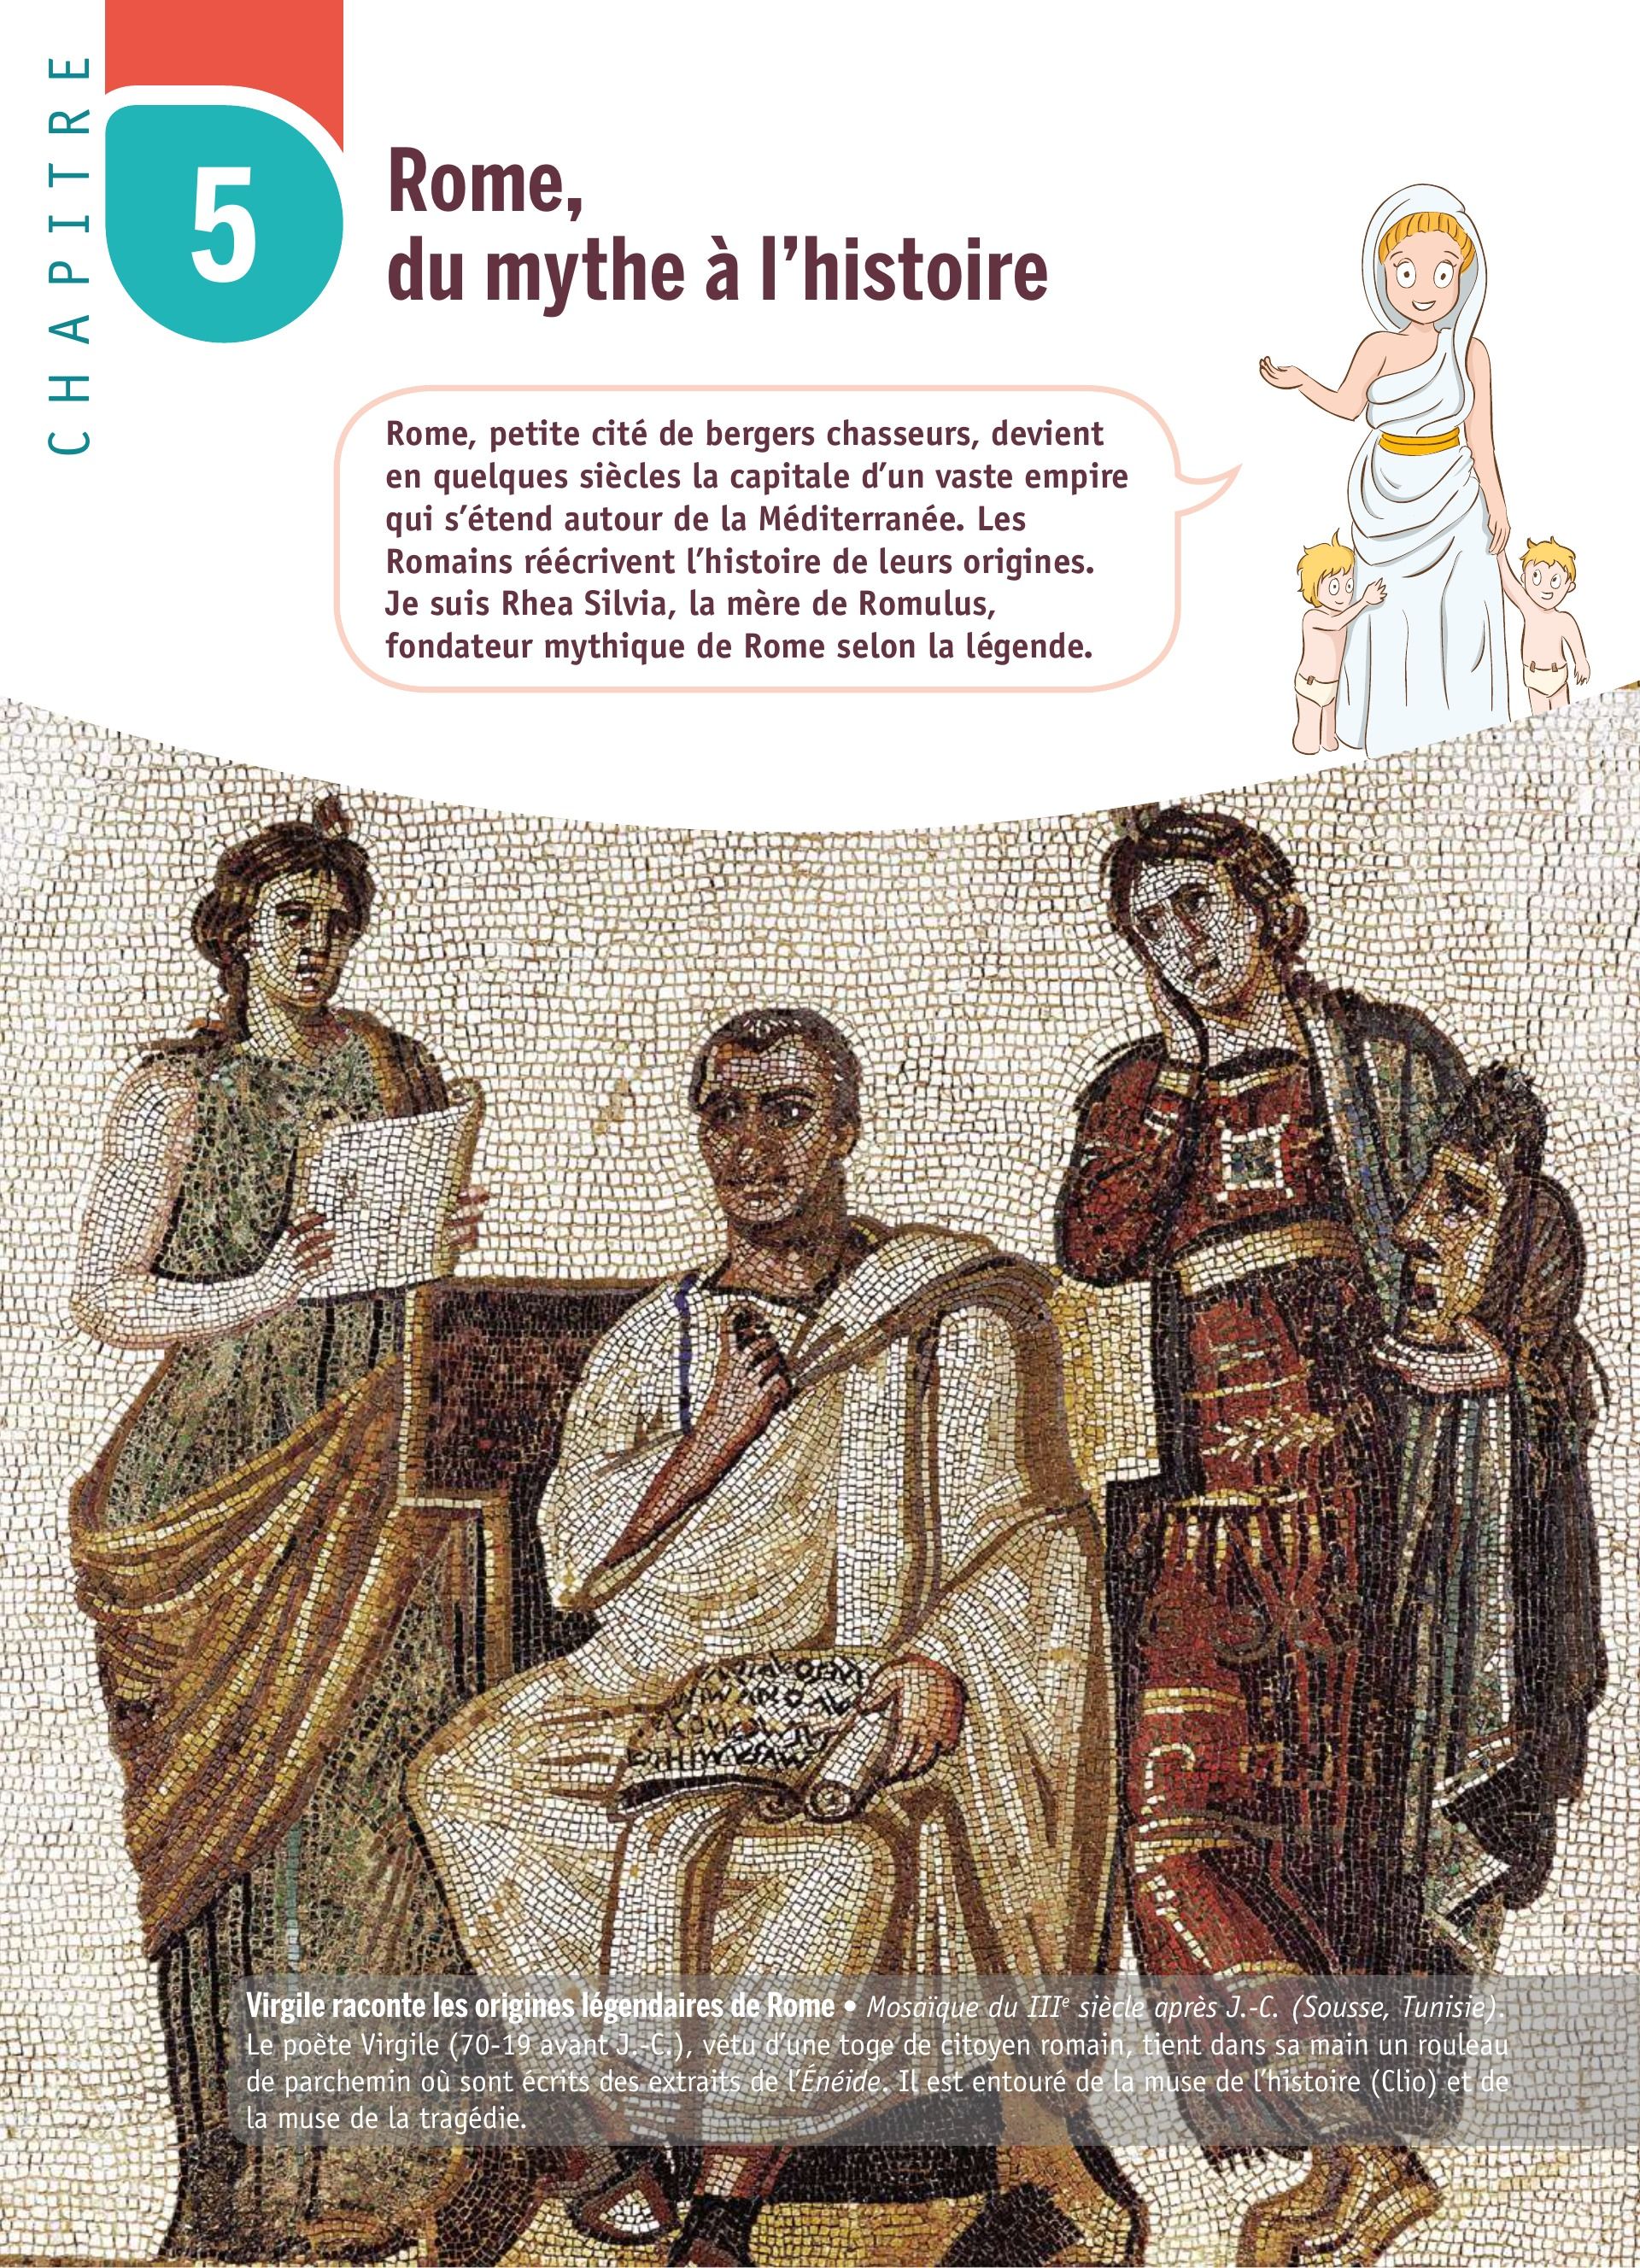 CHAPITRE
5
Rome,
du mythe à l'histoire
Rome, petite cité de bergers chasseurs, devient
en quelques siècles la capitale d'un vaste empire
qui s'étend autour de la Méditerranée. Les
Romains réécrivent l'histoire de leurs origines.
Je suis Rhea Silvia, la mère de Romulus,
fondateur mythique de Rome selon la légende.
Virgile raconte les origines légendaires de Rome • Mosaïque du IIIe siècle après J.-C. (Sousse, Tunisie).
Le poète Virgile (70-19 avant J.-C.), vêtu d'une toge de citoyen romain, tient dans sa main un rouleau
de parchemin où sont écrits des extraits de l'Énéide. Il est entouré de la muse de l'histoire (Clio) et de
la muse de la tragédie.